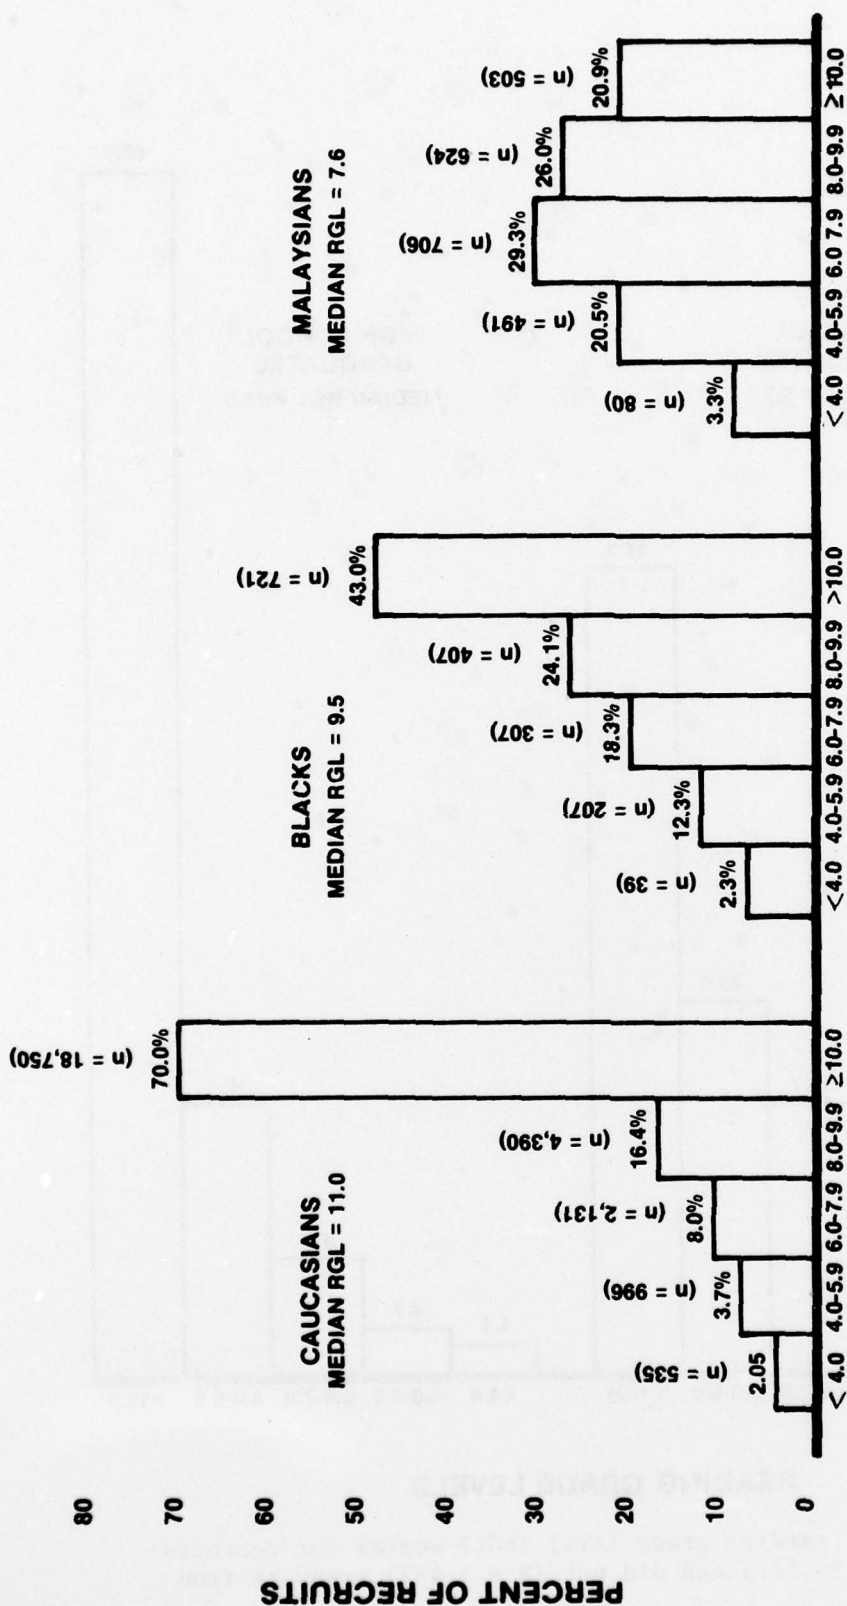 PERCENT OF RECRUITS
80
70
60
50
40
30
20
10
0
CAUCASIANS
MEDIAN RGL = 11.0
(n = 535)
2.05
(n = 996)
3.7%
(n = 2,131)
8.0%
(n = 4,390)
16.4%
(n = 18,750)
70.0%
<4.0 4.0-5.9 6.0-7.9 8.0-9.9 ≥10.0
BLACKS
MEDIAN RGL = 9.5
(n = 39)
2.3%
(n = 207)
12.3%
(n = 307)
18.3%
(n = 407)
24.1%
(n = 721)
43.0%
<4.0 4.0-5.9 6.0-7.9 8.0-9.9 >10.0
MALAYSIANS
MEDIAN RGL = 7.6
(n = 80)
3.3%
(n = 491)
20.5%
(n = 706)
29.3%
(n = 624)
26.0%
(n = 503)
20.9%
<4.0 4.0-5.9 6.0 7.9 8.0-9.9 ≥10.0